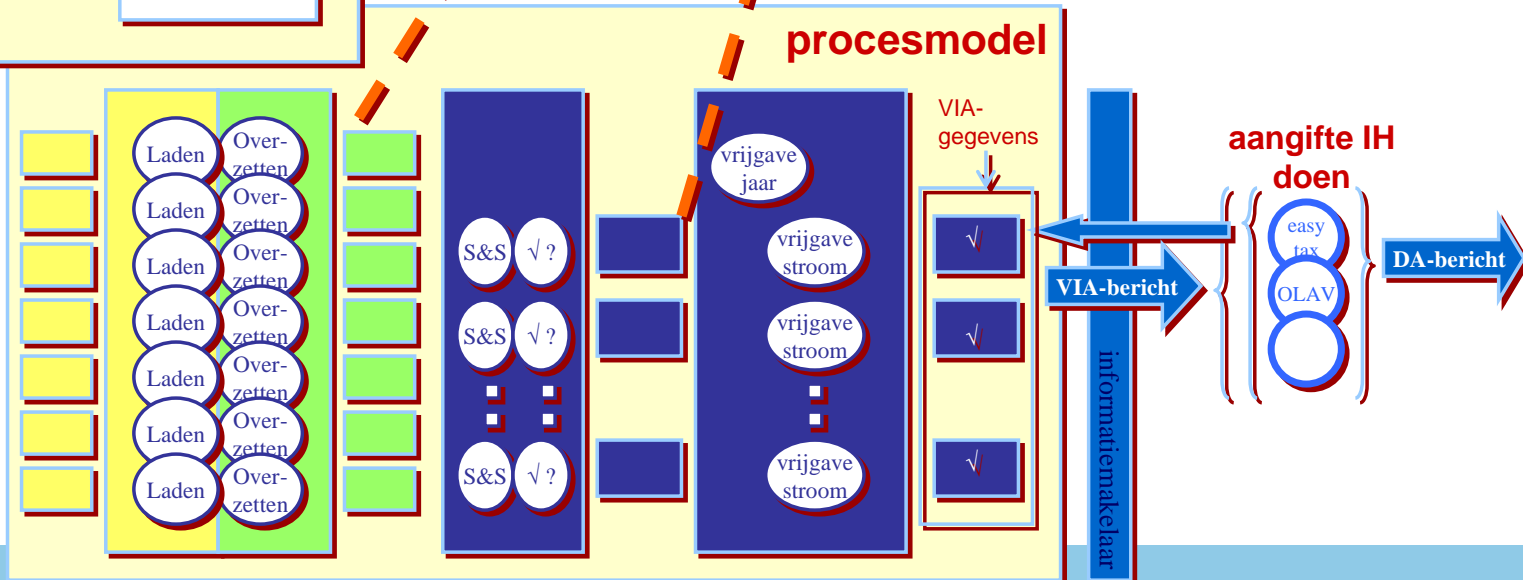 procesmodel
VIA-
gegevens
aangifte IH
doen
Laden
Over-
zetten
Laden
Over-
zetten
Laden
Over-
zetten
Laden
Over-
zetten
Laden
Over-
zetten
Laden
Over-
zetten
Laden
Over-
zetten
S&S
√ ?
S&S
√ ?
S&S
√ ?
vrijgave
jaar
vrijgave
stroom
vrijgave
stroom
vrijgave
stroom
√
√
√
informatiemakelaar
VIA-bericht
easy
tax
OLAV
DA-bericht